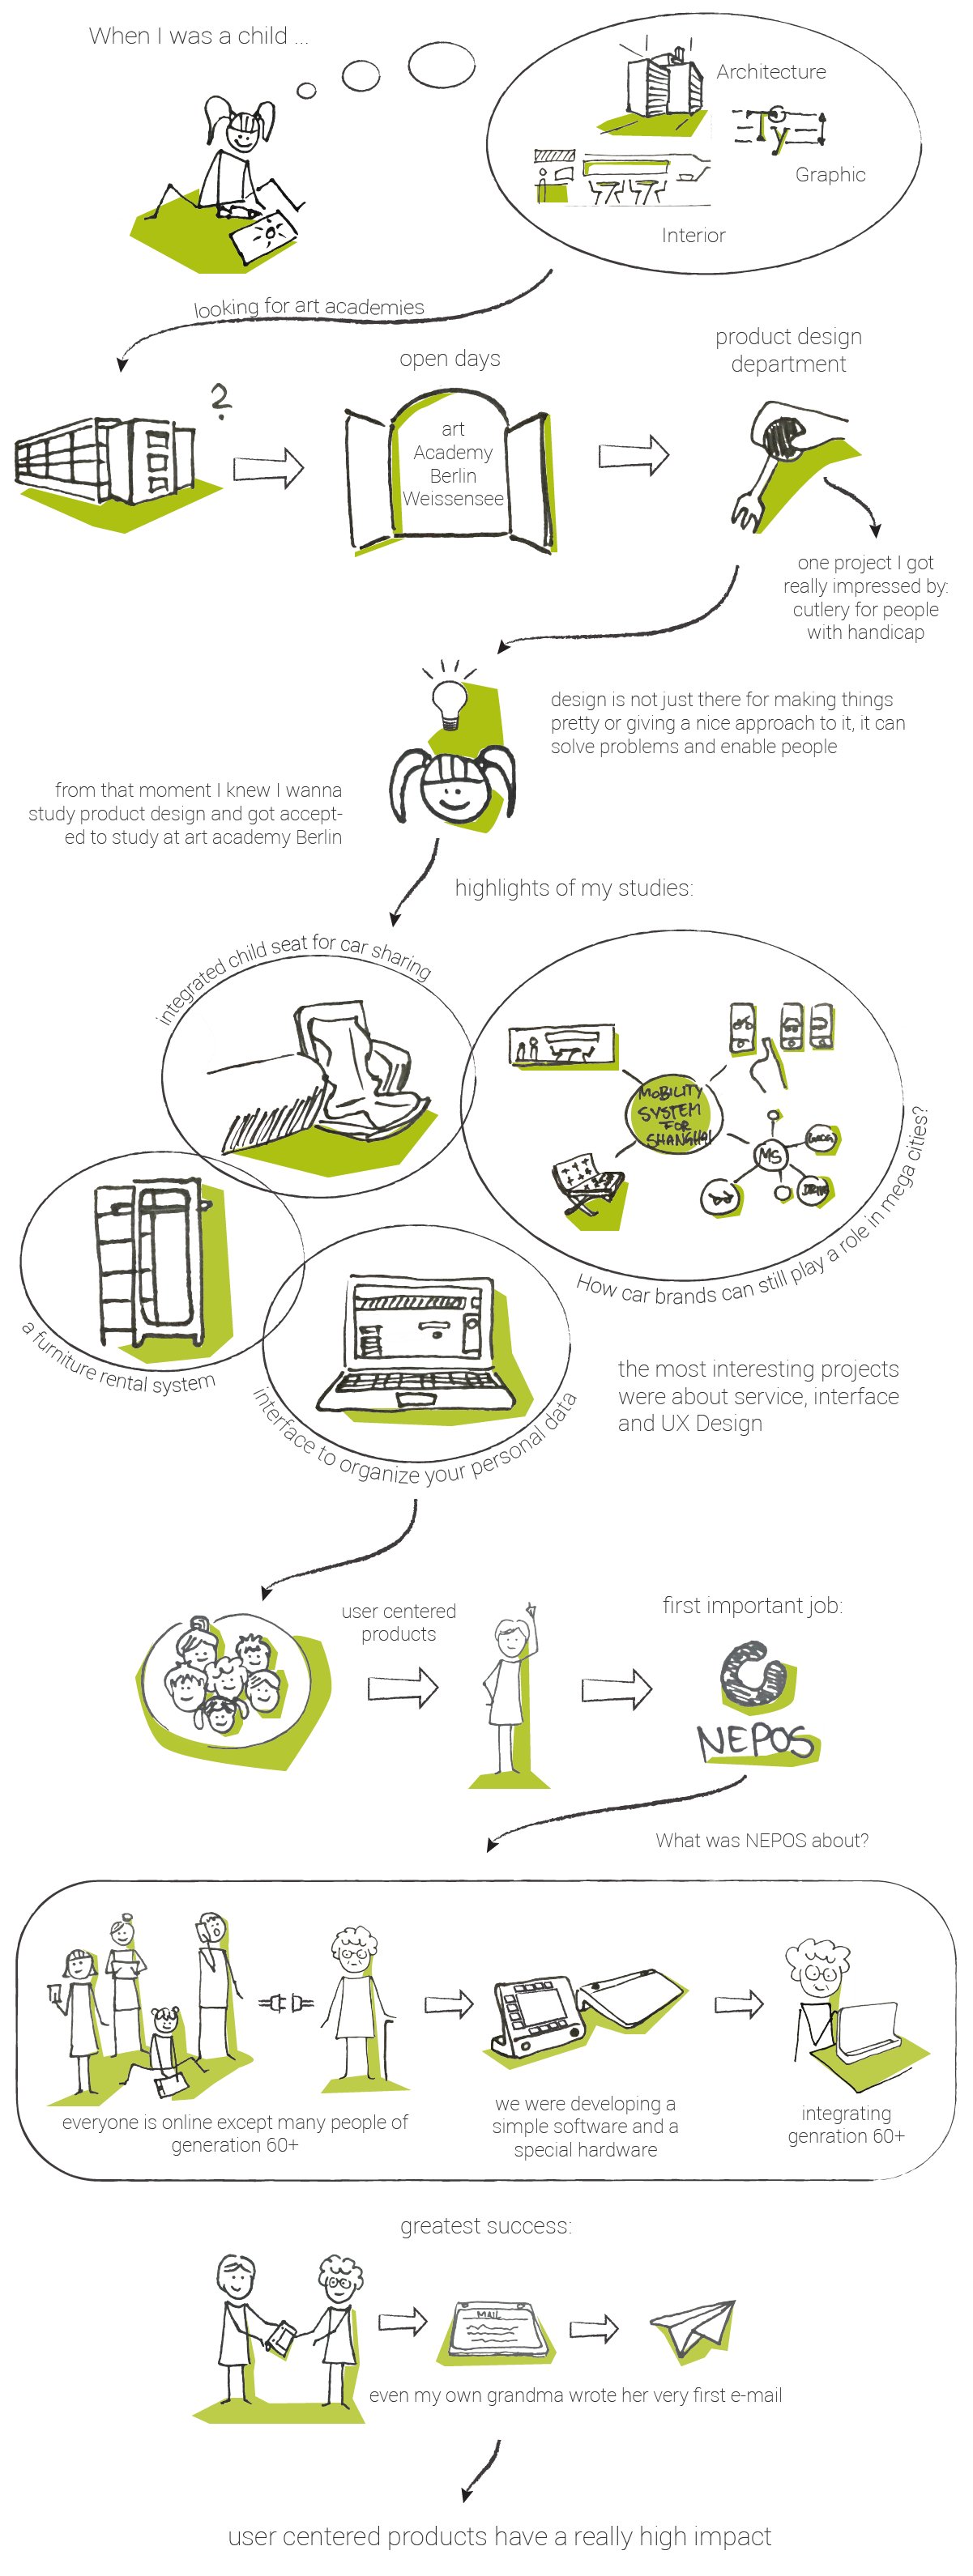 When I was a child ...
Architecture
Ty
Graphic
Interior
looking for art academies
?
open days
art
Academy
Berlin
Weissensee
product design
department
one project I got
really impressed by:
cutlery for people
with handicap
design is not just there for making things
pretty or giving a nice approach to it, it can
solve problems and enable people
from that moment I knew I wanna
study product design and got accept-
ed to study at art academy Berlin
highlights of my studies:
integrated child seat for car sharing
MOBILITY
SYSTEM
FOR
SHANGHAI
MS
How car brands can still play a role in mega cities?
a furniture rental system
interface to organize your personal data
the most interesting projects
were about service, interface
and UX Design
user centered
products
first important job:
NEPOS
What was NEPOS about?
everyone is online except many people of
generation 60+
we were developing a
simple software and a
special hardware
integrating
genration 60+
greatest success:
MAIL
even my own grandma wrote her very first e-mail
user centered products have a really high impact